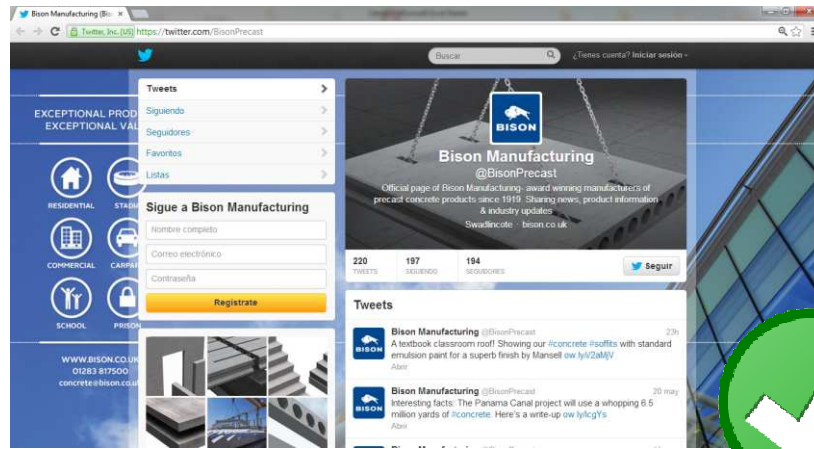 Bison Manufacturing (Bis
Twitter, Inc. [US] https://twitter.com/BisonPrecast
Buscar
¿Tienes cuenta? Iniciar sesión
EXCEPTIONAL PROD
EXCEPTIONAL VAL
RESIDENTIAL STADI
COMMERCIAL CARPAR
SCHOOL PRISON
WWW.BISON.CO.UK
01283 817500
concrete@bison.co.u
Tweets
Siguiendo
Seguidores
Favoritos
Listas
Sigue a Bison Manufacturing
Nombre completo
Correo electrónico
Contraseña
Regístrate
BISON
Bison Manufacturing
@BisonPrecast
Official page of Bison Manufacturing- award winning manufacturers of
precast concrete products since 1919. Sharing news, product information
& industry updates
Swadlincote · bison.co.uk
220 197 194
TWEETS SIGUIENDO SEGUIDORES
Seguir
Tweets
BISON
Bison Manufacturing @BisonPrecast 23h
A textbook classroom roof! Showing our #concrete #soffits with standard
emulsion paint for a superb finish by Mansell ow.ly/i/2aMjV
Abrir
BISON
Bison Manufacturing @BisonPrecast 20 may
Interesting facts: The Panama Canal project will use a whopping 6.5
million yards of #concrete. Here's a write-up ow.ly/lcgYs
Abrir